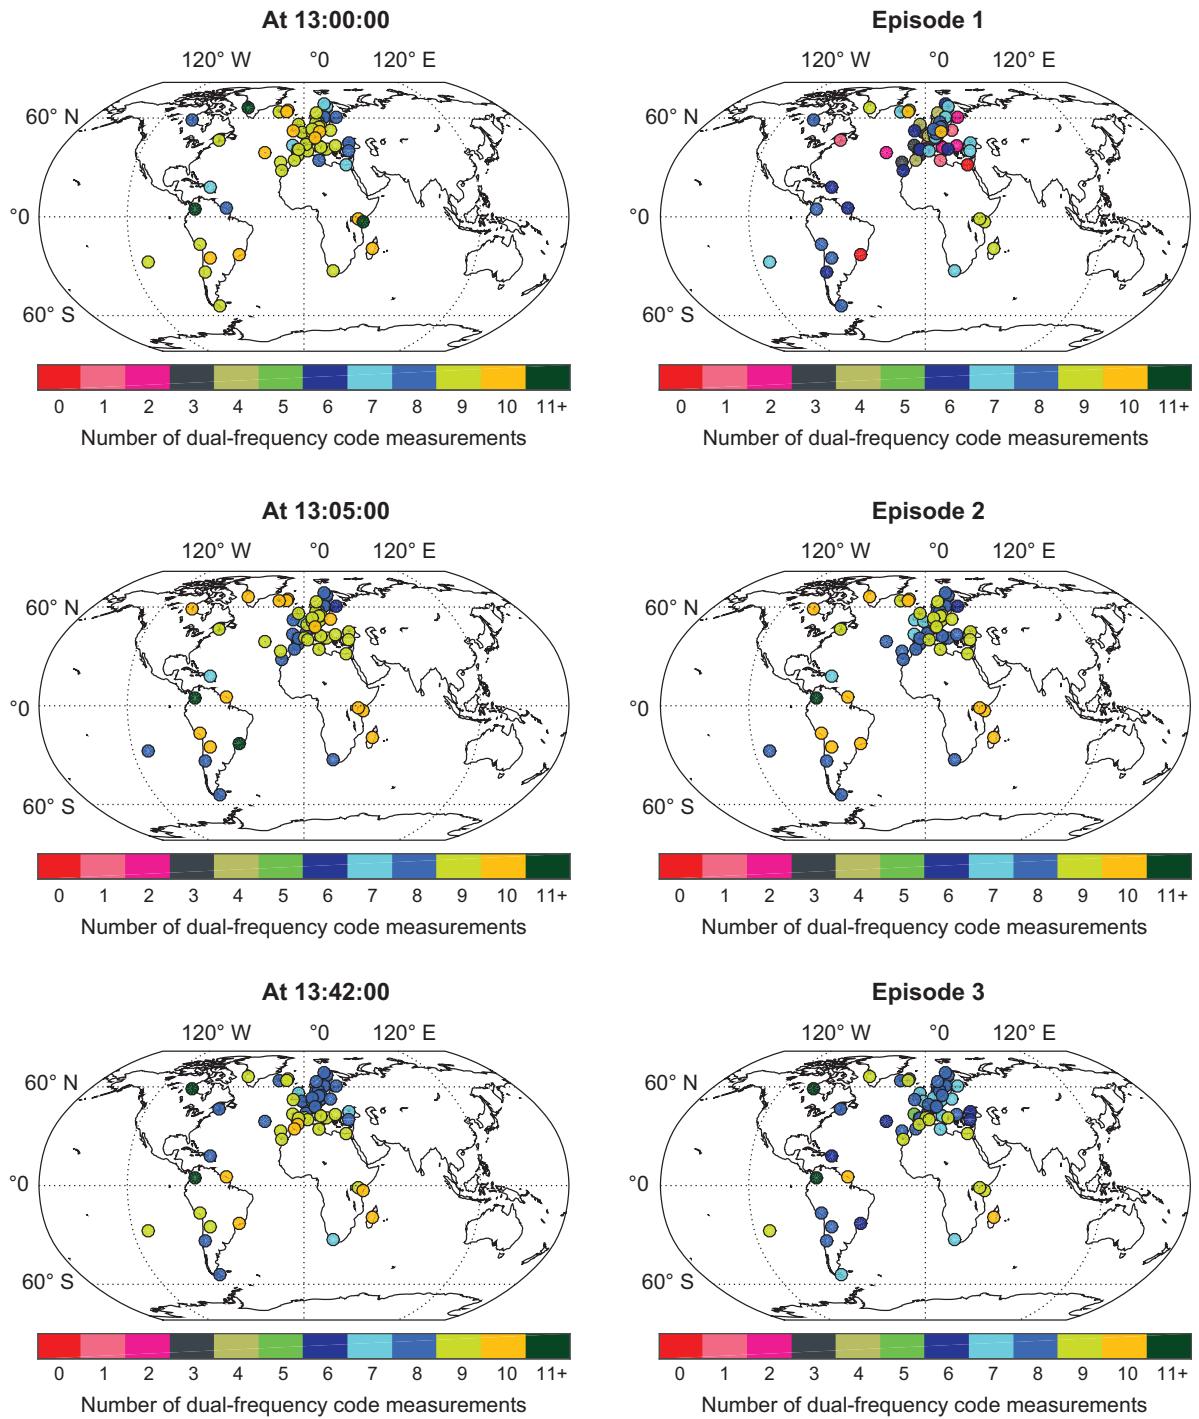 At 13:00:00
120° W °0 120° E
60° N
°0
60° S
0 1 2 3 4 5 6 7 8 9 10 11+
Number of dual-frequency code measurements
Episode 1
120° W °0 120° E
60° N
°0
60° S
0 1 2 3 4 5 6 7 8 9 10 11+
Number of dual-frequency code measurements
At 13:05:00
120° W °0 120° E
60° N
°0
60° S
0 1 2 3 4 5 6 7 8 9 10 11+
Number of dual-frequency code measurements
Episode 2
120° W °0 120° E
60° N
°0
60° S
0 1 2 3 4 5 6 7 8 9 10 11+
Number of dual-frequency code measurements
At 13:42:00
120° W °0 120° E
60° N
°0
60° S
0 1 2 3 4 5 6 7 8 9 10 11+
Number of dual-frequency code measurements
Episode 3
120° W °0 120° E
60° N
°0
60° S
0 1 2 3 4 5 6 7 8 9 10 11+
Number of dual-frequency code measurements